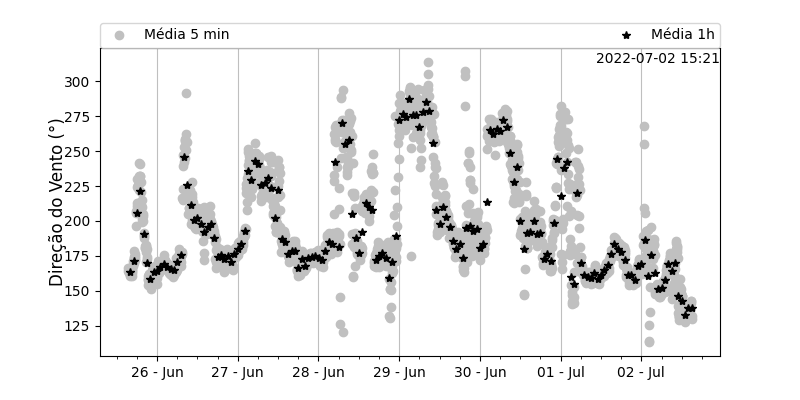 Média 5 min
Média 1h
2022-07-02 15:21
Direção do Vento (°)
300
275
250
225
200
175
150
125
26 - Jun
27 - Jun
28 - Jun
29 - Jun
30 - Jun
01 - Jul
02 - Jul